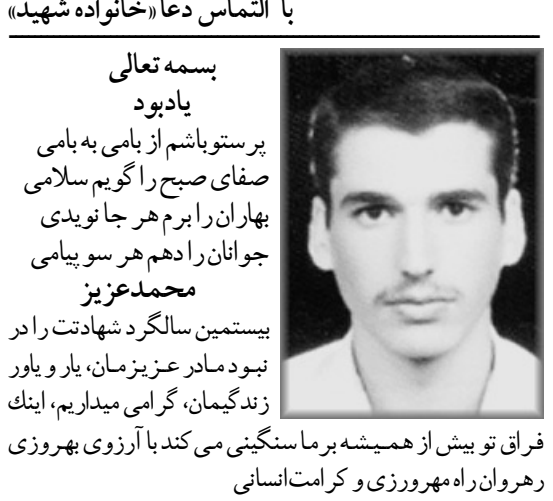 با التماس دعا «خانواده شهید»
بسمه تعالی
یادبود
پرستو باشم از بامی به بامی
صفای صبح را گویم سلامی
بهاران را برم هر جا نویدی
جوانان را دهم هر سو پیامی
محمدعزیز
بیستمین سالگرد شهادتت را در
نبود مادر عزیزمان، یار و یاور
زندگیمان، گرامی میداریم، اینك
فراق تو بیش از همیشه بر ما سنگینی می کند با آرزوی بهروزی
رهروان راه مهرورزی و کرامت انسانی